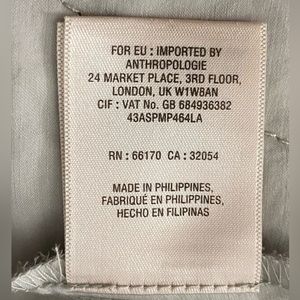 FOR EU : IMPORTED BY
ANTHROPOLOGIE
24 MARKET PLACE, 3RD FLOOR,
LONDON, UK W1W8AN
CIF : VAT No. GB 684936382
43ASPMP464LA
RN : 66170 CA : 32054
MADE IN PHILIPPINES,
FABRIQUÉ EN PHILIPPINES,
HECHO EN FILIPINAS